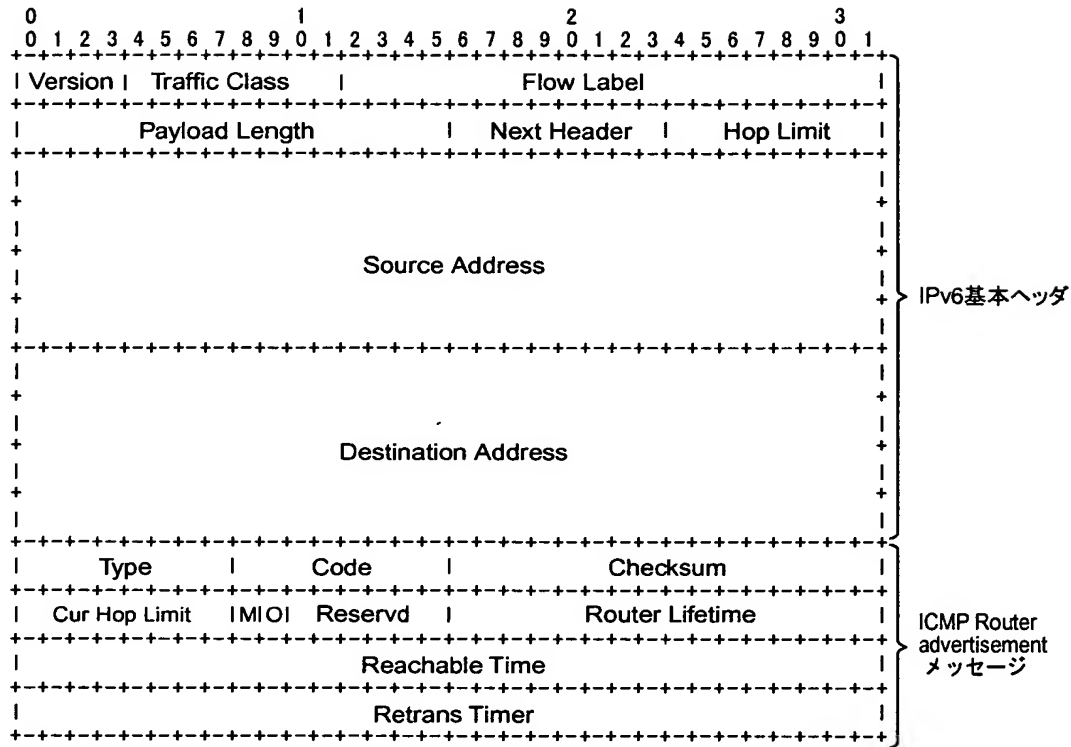 0 1 2 3
0 1 2 3 4 5 6 7 8 9 0 1 2 3 4 5 6 7 8 9 0 1 2 3 4 5 6 7 8 9 0 1
+-+-+-+-+-+-+-+-+-+-+-+-+-+-+-+-+-+-+-+-+-+-+-+-+-+-+-+-+-+-+-+-+
| Version | Traffic Class | Flow Label |
+-+-+-+-+-+-+-+-+-+-+-+-+-+-+-+-+-+-+-+-+-+-+-+-+-+-+-+-+-+-+-+-+
| Payload Length | Next Header | Hop Limit |
+-+-+-+-+-+-+-+-+-+-+-+-+-+-+-+-+-+-+-+-+-+-+-+-+-+-+-+-+-+-+-+-+
| |
+ +
| |
+ +
| Source Address |
+ +
| |
+-+-+-+-+-+-+-+-+-+-+-+-+-+-+-+-+-+-+-+-+-+-+-+-+-+-+-+-+-+-+-+-+
| |
+ +
| |
+ Destination Address +
| |
+ +
| |
+-+-+-+-+-+-+-+-+-+-+-+-+-+-+-+-+-+-+-+-+-+-+-+-+-+-+-+-+-+-+-+-+
IPv6基本ヘッダ
| Type | Code | Checksum |
+-+-+-+-+-+-+-+-+-+-+-+-+-+-+-+-+-+-+-+-+-+-+-+-+-+-+-+-+-+-+-+-+
| Cur Hop Limit |M|O| Reservd | Router Lifetime |
+-+-+-+-+-+-+-+-+-+-+-+-+-+-+-+-+-+-+-+-+-+-+-+-+-+-+-+-+-+-+-+-+
| Reachable Time |
+-+-+-+-+-+-+-+-+-+-+-+-+-+-+-+-+-+-+-+-+-+-+-+-+-+-+-+-+-+-+-+-+
| Retrans Timer |
+-+-+-+-+-+-+-+-+-+-+-+-+-+-+-+-+-+-+-+-+-+-+-+-+-+-+-+-+-+-+-+-+
ICMP Router
advertisement
メッセージ